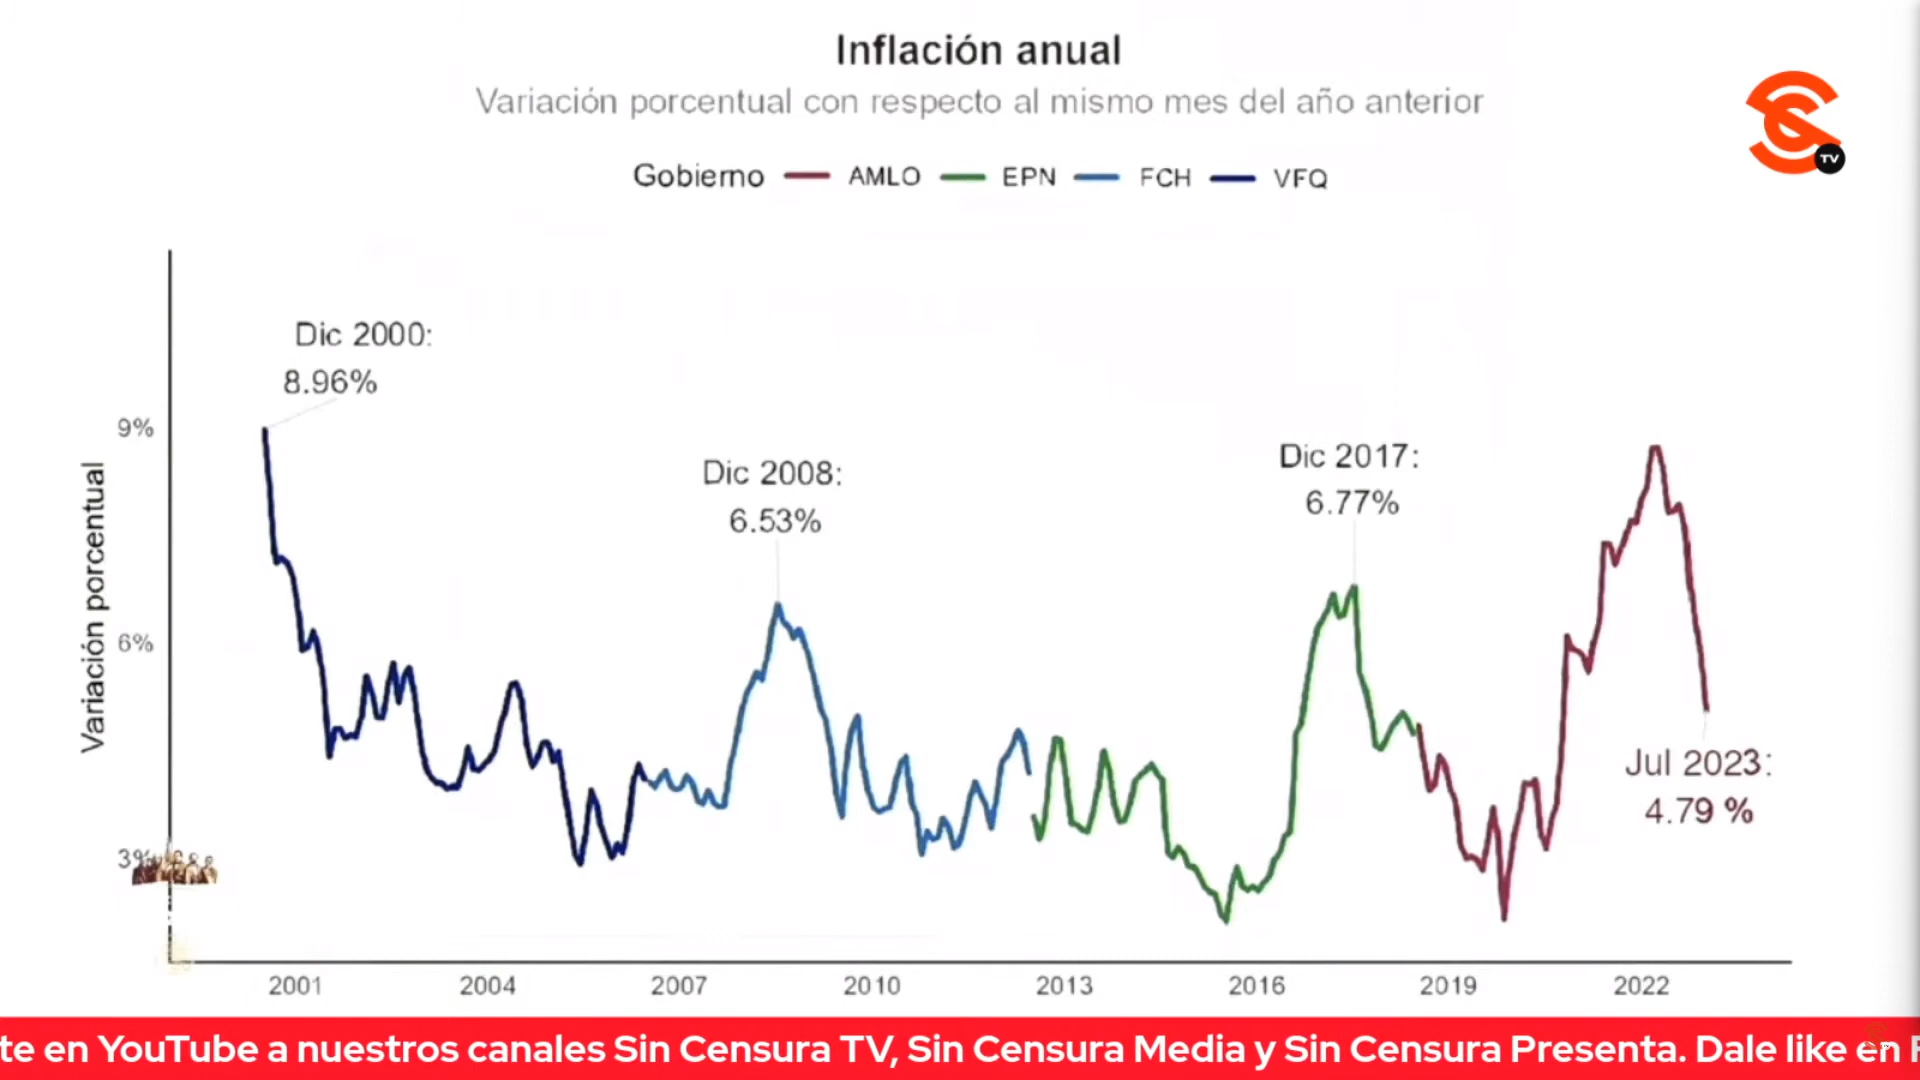 Inflación anual
Variación porcentual con respecto al mismo mes del año anterior
TV
Gobierno AMLO EPN FCH VFQ
Dic 2000:
8.96%
9%
Dic 2008:
6.53%
Dic 2017:
6.77%
Variación porcentual
6%
Jul 2023:
4.79 %
3%
2001 2004 2007 2010 2013 2016 2019 2022
te en YouTube a nuestros canales Sin Censura TV, Sin Censura Media y Sin Censura Presenta. Dale like en F